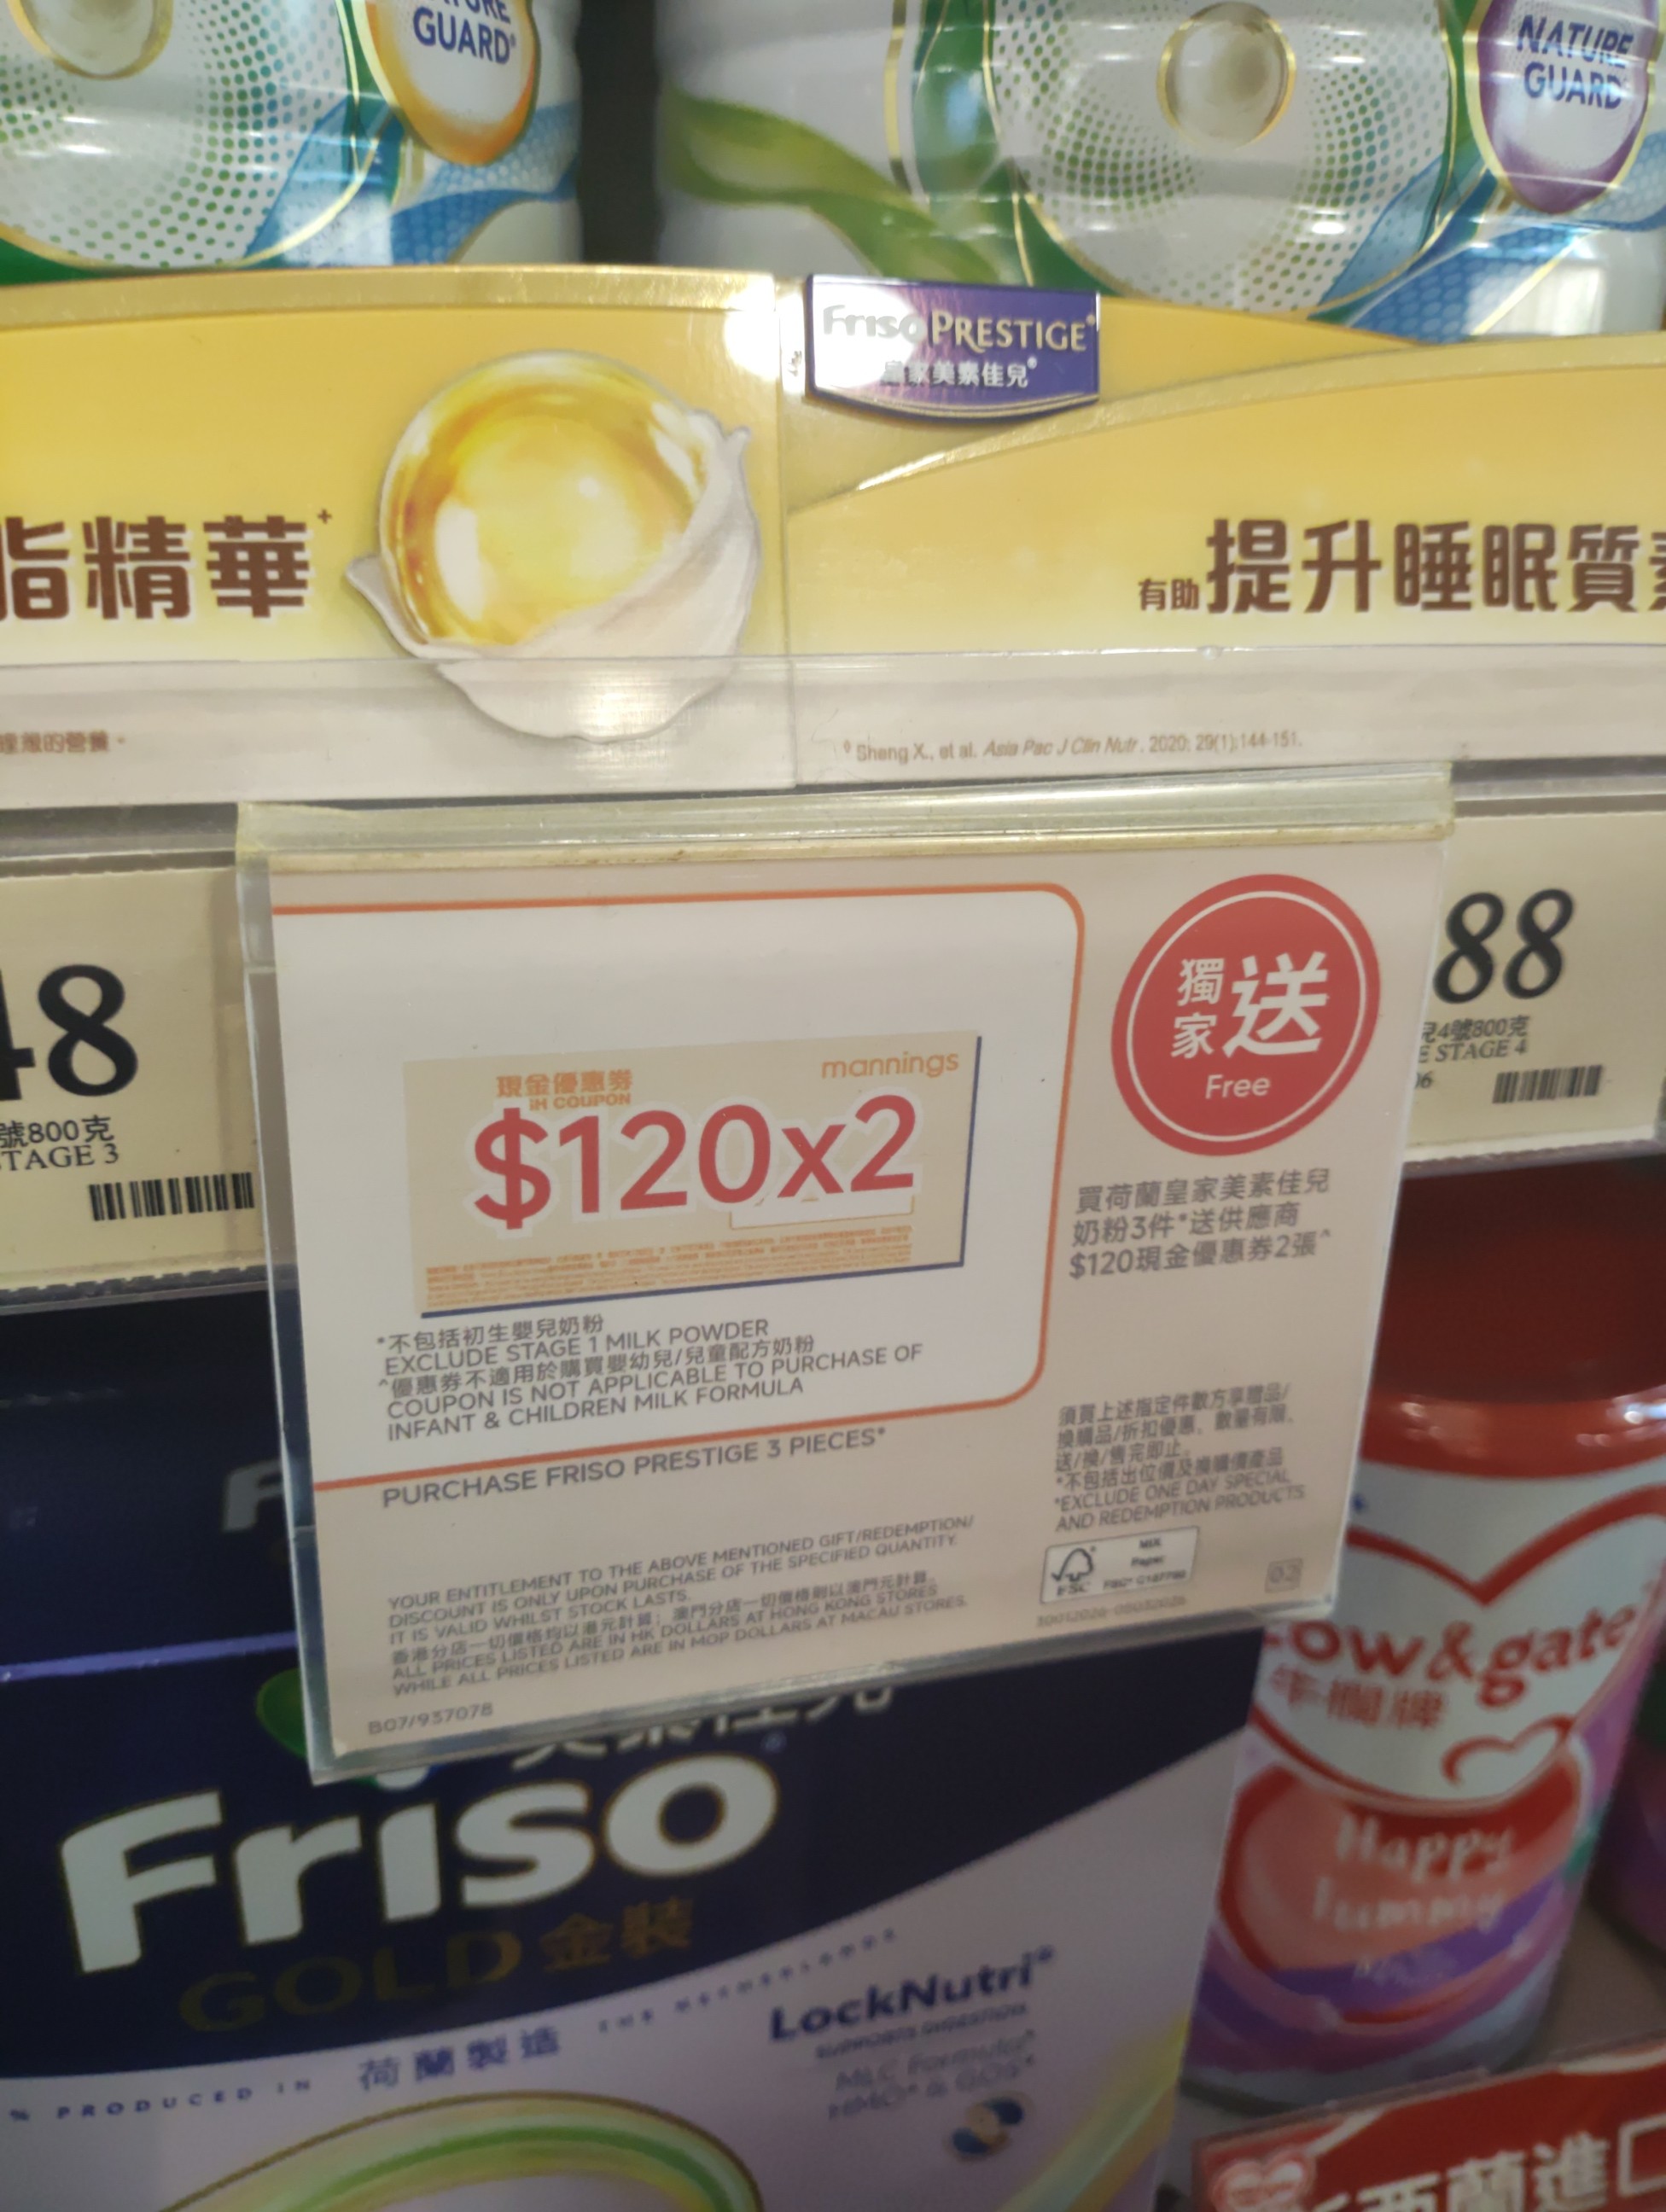 GUARD®
NATURE
GUARD
Friso PRESTIGE®
皇家美素佳兒®
脂精華+
有助提升睡眠質素
Sheng X., et al. Asia Pac J Clin Nutr. 2020; 29(1):144-151.
48
號800克
STAGE 3
88
兒4號800克
STAGE 4
現金優惠券
mannings
COUPON
$120x2
獨家送
Free
買荷蘭皇家美素佳兒
奶粉3件*送供應商
$120現金優惠券2張^
*不包括初生嬰兒奶粉
EXCLUDE STAGE 1 MILK POWDER
^優惠券不適用於購買嬰幼兒/兒童配方奶粉
COUPON IS NOT APPLICABLE TO PURCHASE OF
INFANT & CHILDREN MILK FORMULA
PURCHASE FRISO PRESTIGE 3 PIECES*
須買上述指定件數方享贈品/
換購品/折扣優惠，數量有限，
送/換/售完即止。
*不包括出位價及換購價產品
*EXCLUDE ONE DAY SPECIAL
AND REDEMPTION PRODUCTS
YOUR ENTITLEMENT TO THE ABOVE MENTIONED GIFT/REDEMPTION/
DISCOUNT IS ONLY UPON PURCHASE OF THE SPECIFIED QUANTITY.
IT IS VALID WHILST STOCK LASTS.
香港分店一切價格均以港元計算；澳門分店一切價格則以澳門元計算。
ALL PRICES LISTED ARE IN HK DOLLARS AT HONG KONG STORES
WHILE ALL PRICES LISTED ARE IN MOP DOLLARS AT MACAU STORES.
MIX
Paper
FSC
02
B07/937078
Friso
GOLD 金裝
% PRODUCED IN 荷蘭製造 THE NETHERLANDS
LockNutri®
SUPPORTS DIGESTION
cow&gate
牛欄牌
Happy
Tummy